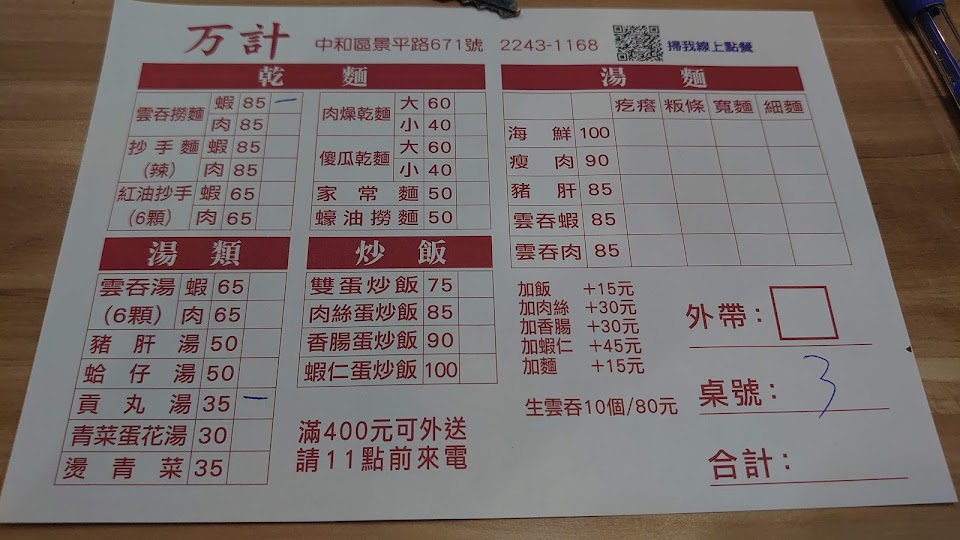 万計 中和區景平路671號 2243-1168 掃我線上點餐
乾麵
雲吞撈麵 蝦 85 一
肉 85
抄手麵 蝦 85
(辣) 肉 85
紅油抄手 蝦 65
(6顆) 肉 65
肉燥乾麵 大 60
小 40
傻瓜乾麵 大 60
小 40
家常麵 50
蠔油撈麵 50
湯麵
疙瘩 粄條 寬麵 細麵
海鮮 100
瘦肉 90
豬肝 85
雲吞蝦 85
雲吞肉 85
湯類
雲吞湯 蝦 65
(6顆) 肉 65
豬肝湯 50
蛤仔湯 50
貢丸湯 35 一
青菜蛋花湯 30
燙青菜 35
炒飯
雙蛋炒飯 75
肉絲蛋炒飯 85
香腸蛋炒飯 90
蝦仁蛋炒飯 100
滿400元可外送
請11點前來電
加飯 +15元
加肉絲 +30元
加香腸 +30元
加蝦仁 +45元
加麵 +15元
生雲吞10個/80元
外帶:
桌號: 3
合計: